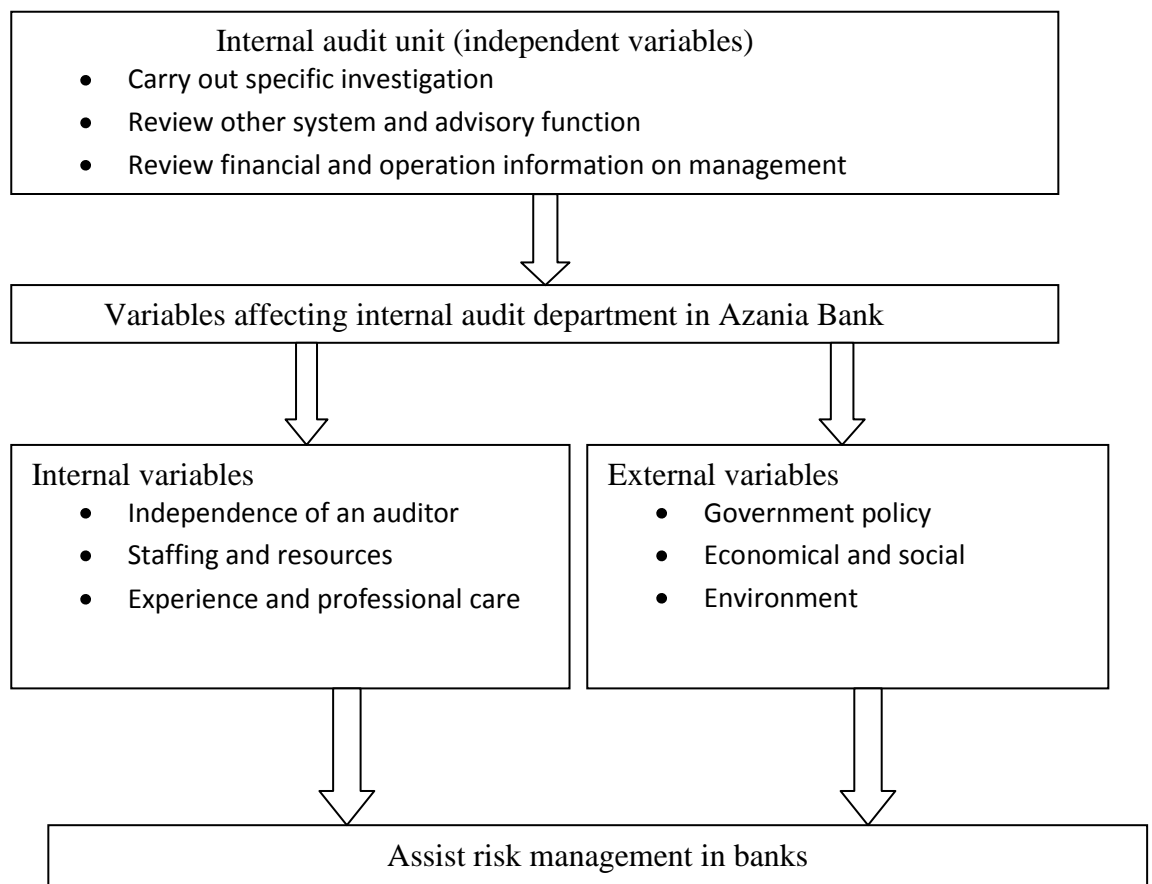 Internal audit unit (independent variables)
• Carry out specific investigation
• Review other system and advisory function
• Review financial and operation information on management
Variables affecting internal audit department in Azania Bank
Internal variables
• Independence of an auditor
• Staffing and resources
• Experience and professional care
External variables
• Government policy
• Economical and social
• Environment
Assist risk management in banks